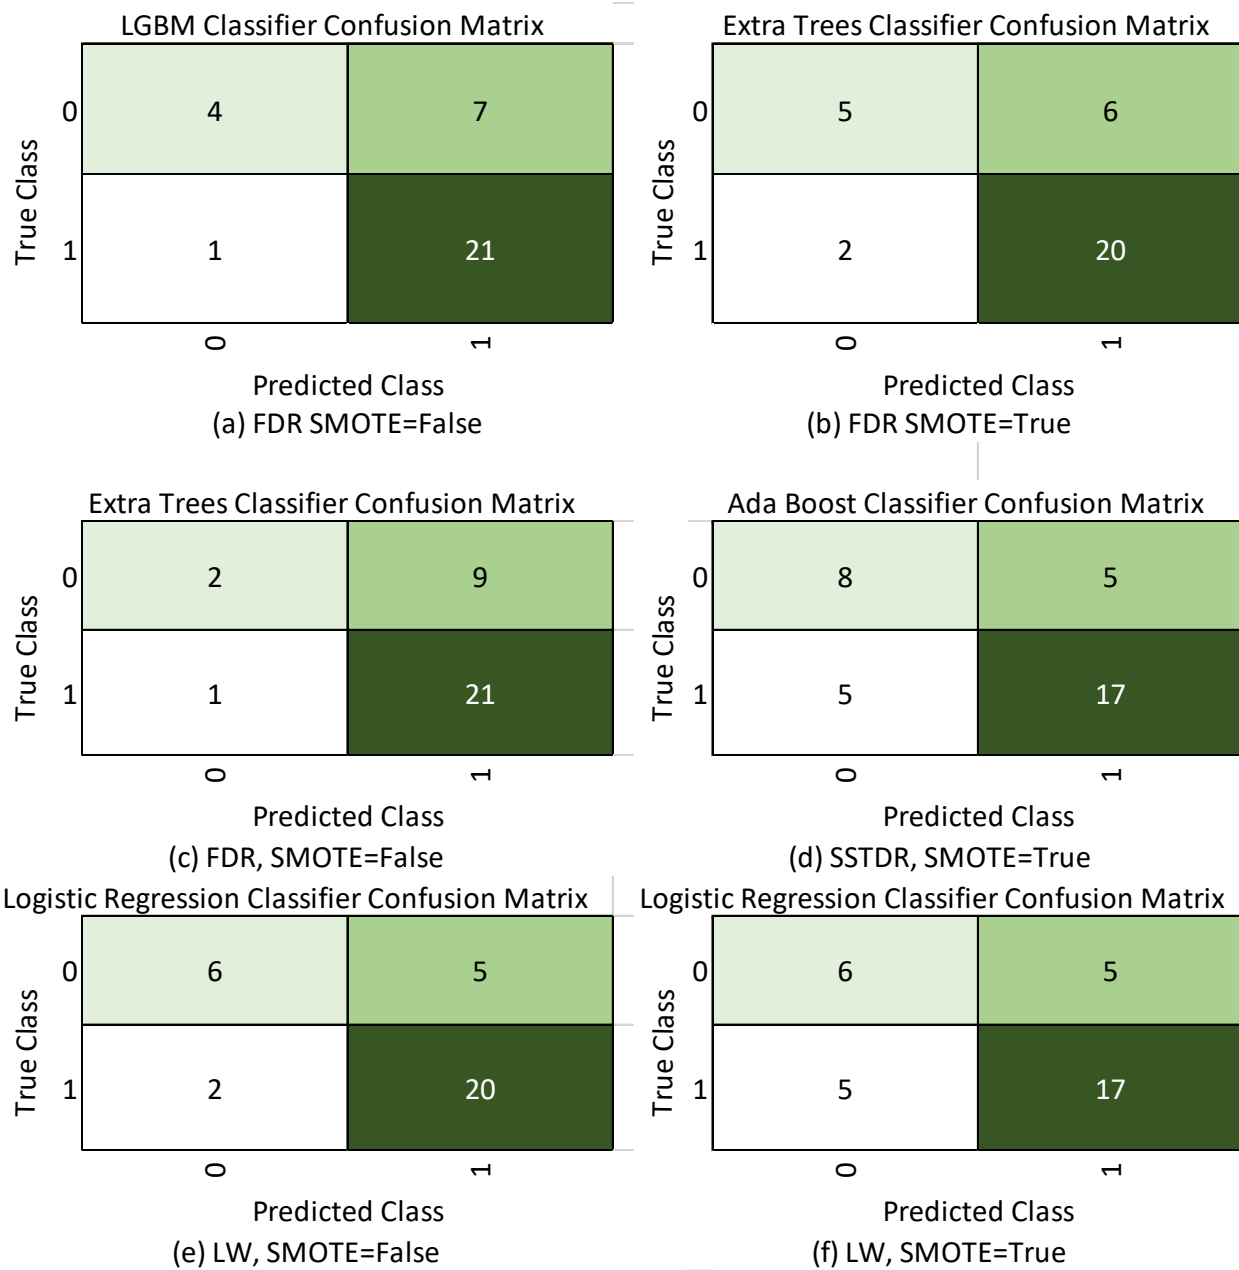 LGBM Classifier Confusion Matrix
0 4 7
1 1 21
True Class
0 1
Predicted Class
(a) FDR SMOTE=False
Extra Trees Classifier Confusion Matrix
0 5 6
1 2 20
True Class
0 1
Predicted Class
(b) FDR SMOTE=True
Extra Trees Classifier Confusion Matrix
0 2 9
1 1 21
True Class
0 1
Predicted Class
(c) FDR, SMOTE=False
Ada Boost Classifier Confusion Matrix
0 8 5
1 5 17
True Class
0 1
Predicted Class
(d) SSTDR, SMOTE=True
Logistic Regression Classifier Confusion Matrix
0 6 5
1 2 20
True Class
0 1
Predicted Class
(e) LW, SMOTE=False
Logistic Regression Classifier Confusion Matrix
0 6 5
1 5 17
True Class
0 1
Predicted Class
(f) LW, SMOTE=True